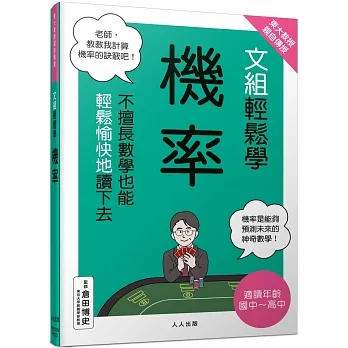 東大教授
親自傳授
老師，
教教我計算
機率的訣竅吧！
文組輕鬆學
機率
不擅長數學也能
輕鬆愉快地讀下去
機率是能夠
預測未來的
神奇數學！
監修
倉田博史
適讀年齡
國中～高中
人人出版
文組輕鬆學
機率